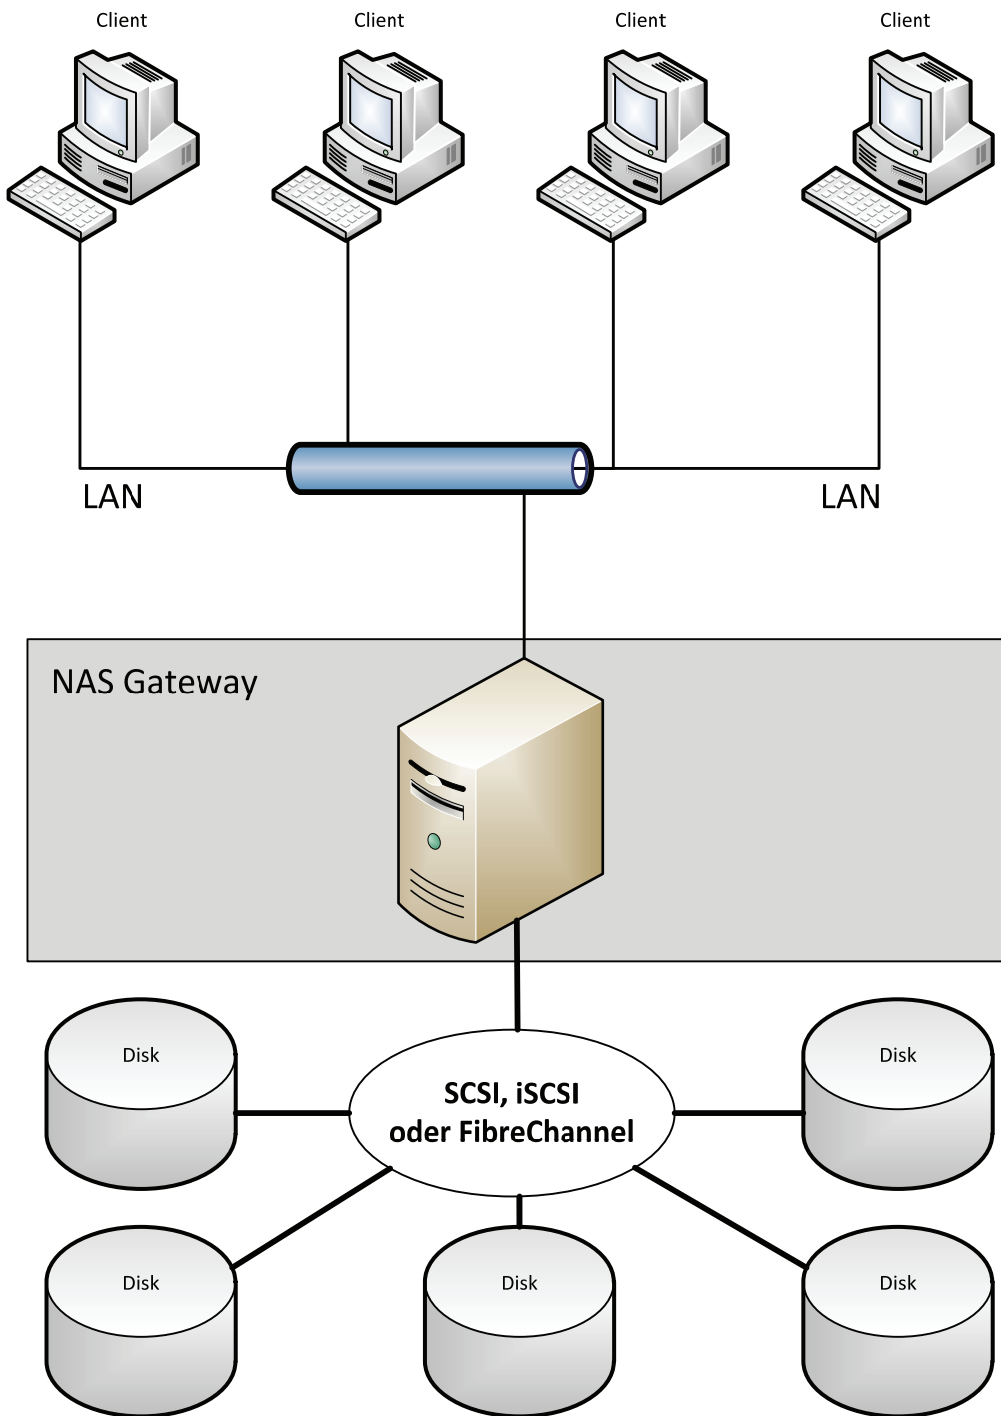 Client
Client
Client
Client
LAN
LAN
NAS Gateway
Disk
Disk
SCSI, iSCSI
oder FibreChannel
Disk
Disk
Disk